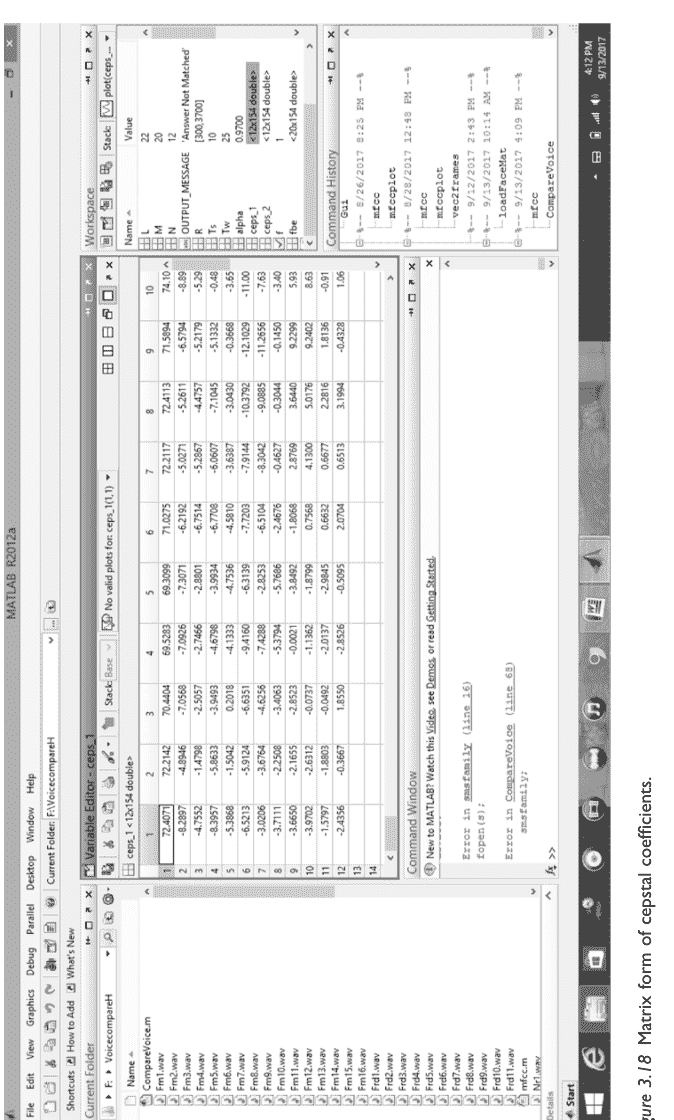 MATLAB R2012a
File Edit View Graphics Debug Parallel Desktop Window Help
Current Folder: F:\VoicecompareH
Shortcuts How to Add What's New
Current Folder
F: VoicecompareH
Name
CompareVoice.m
Fm1.wav
Fm2.wav
Fm3.wav
Fm4.wav
Fm5.wav
Fm6.wav
Fm7.wav
Fm8.wav
Fm9.wav
Fm10.wav
Fm11.wav
Fm12.wav
Fm13.wav
Fm14.wav
Fm15.wav
Fm16.wav
Frd1.wav
Frd2.wav
Frd3.wav
Frd4.wav
Frd5.wav
Frd6.wav
Frd7.wav
Frd8.wav
Frd9.wav
Frd10.wav
Frd11.wav
mfcc.m
Nr1.wav
Details
Variable Editor - ceps_1
Stack: Base No valid plots for: ceps_1(1,1)
ceps_1 <12x154 double>
1 2 3 4 5 6 7 8 9 10
1 72.4071 72.2142 70.4404 69.5283 69.3099 71.0275 72.2117 72.4113 71.5894 74.10
2 -8.2897 -4.8946 -7.0568 -7.0926 -7.3071 -6.2192 -5.0271 -5.2611 -6.5794 -8.89
3 -4.7552 -1.4798 -2.5057 -2.7466 -2.8801 -6.7514 -5.2867 -4.4757 -5.2179 -5.29
4 -8.3957 -5.8633 -3.9493 -4.6798 -3.9934 -6.7708 -6.0607 -7.1045 -5.1332 -0.48
5 -5.3868 -1.5042 0.2018 -4.1333 -4.7536 -4.5810 -3.6387 -3.0430 -0.3668 -3.65
6 -6.5213 -5.9124 -6.6351 -9.4160 -6.3139 -7.7203 -7.9144 -10.3792 -12.1029 -11.00
7 -3.0206 -3.6764 -4.6256 -7.4288 -2.8253 -6.5104 -8.3042 -9.0885 -11.2656 -7.63
8 -3.7111 -2.2508 -3.4063 -5.3794 -5.7686 -2.4676 -0.4627 -0.3044 -0.1450 -3.40
9 -3.6650 -2.1655 -2.8523 -0.0021 -3.8492 -1.8068 2.8769 3.6440 9.2299 5.93
10 -3.9702 -2.6312 -0.0737 -1.1362 -1.8799 0.7568 4.1300 5.0176 9.2402 8.63
11 -1.5797 -1.8803 -0.0492 -2.0137 -2.9845 0.6632 0.6677 2.2816 1.8136 -0.91
12 -2.4356 -0.3667 1.8550 -2.8526 -0.5095 2.0704 0.6513 3.1994 -0.4328 1.06
13
14
Command Window
New to MATLAB? Watch this Video, see Demos, or read Getting Started.
Error in smsfamily (line 16)
fopen(s);
Error in CompareVoice (line 68)
smsfamily;
fx >>
Workspace
Stack: plot(ceps_...
Name Value
L 22
M 20
N 12
OUTPUT_MESSAGE 'Answer Not Matched'
R [300,3700]
Ts 10
Tw 25
alpha 0.9700
ceps_1 <12x154 double>
ceps_2 <12x154 double>
f 1
fbe <20x154 double>
Command History
Gui
%-- 8/26/2017 8:25 PM --%
mfcc
mfccplot
%-- 8/28/2017 12:48 PM --%
mfcc
mfccplot
vec2frames
%-- 9/12/2017 2:43 PM --%
%-- 9/13/2017 10:14 AM --%
loadFaceMat
%-- 9/13/2017 4:09 PM --%
mfcc
CompareVoice
Start
4:12 PM
9/13/2017
gure 3.18 Matrix form of cepstal coefficients.